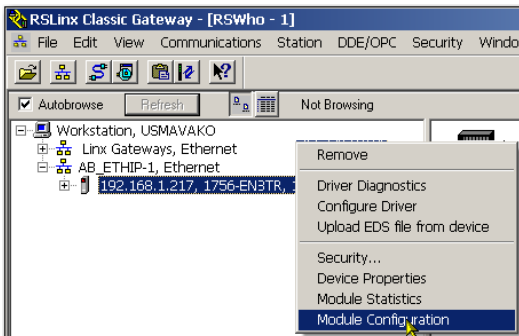 RSLinx Classic Gateway - [RSWho - 1]
File Edit View Communications Station DDE/OPC Security Windo
Autobrowse Refresh Not Browsing
Workstation, USMAVAKO
Linx Gateways, Ethernet
AB_ETHIP-1, Ethernet
192.168.1.217, 1756-EN3TR,
Remove
Driver Diagnostics
Configure Driver
Upload EDS file from device
Security...
Device Properties
Module Statistics
Module Configuration